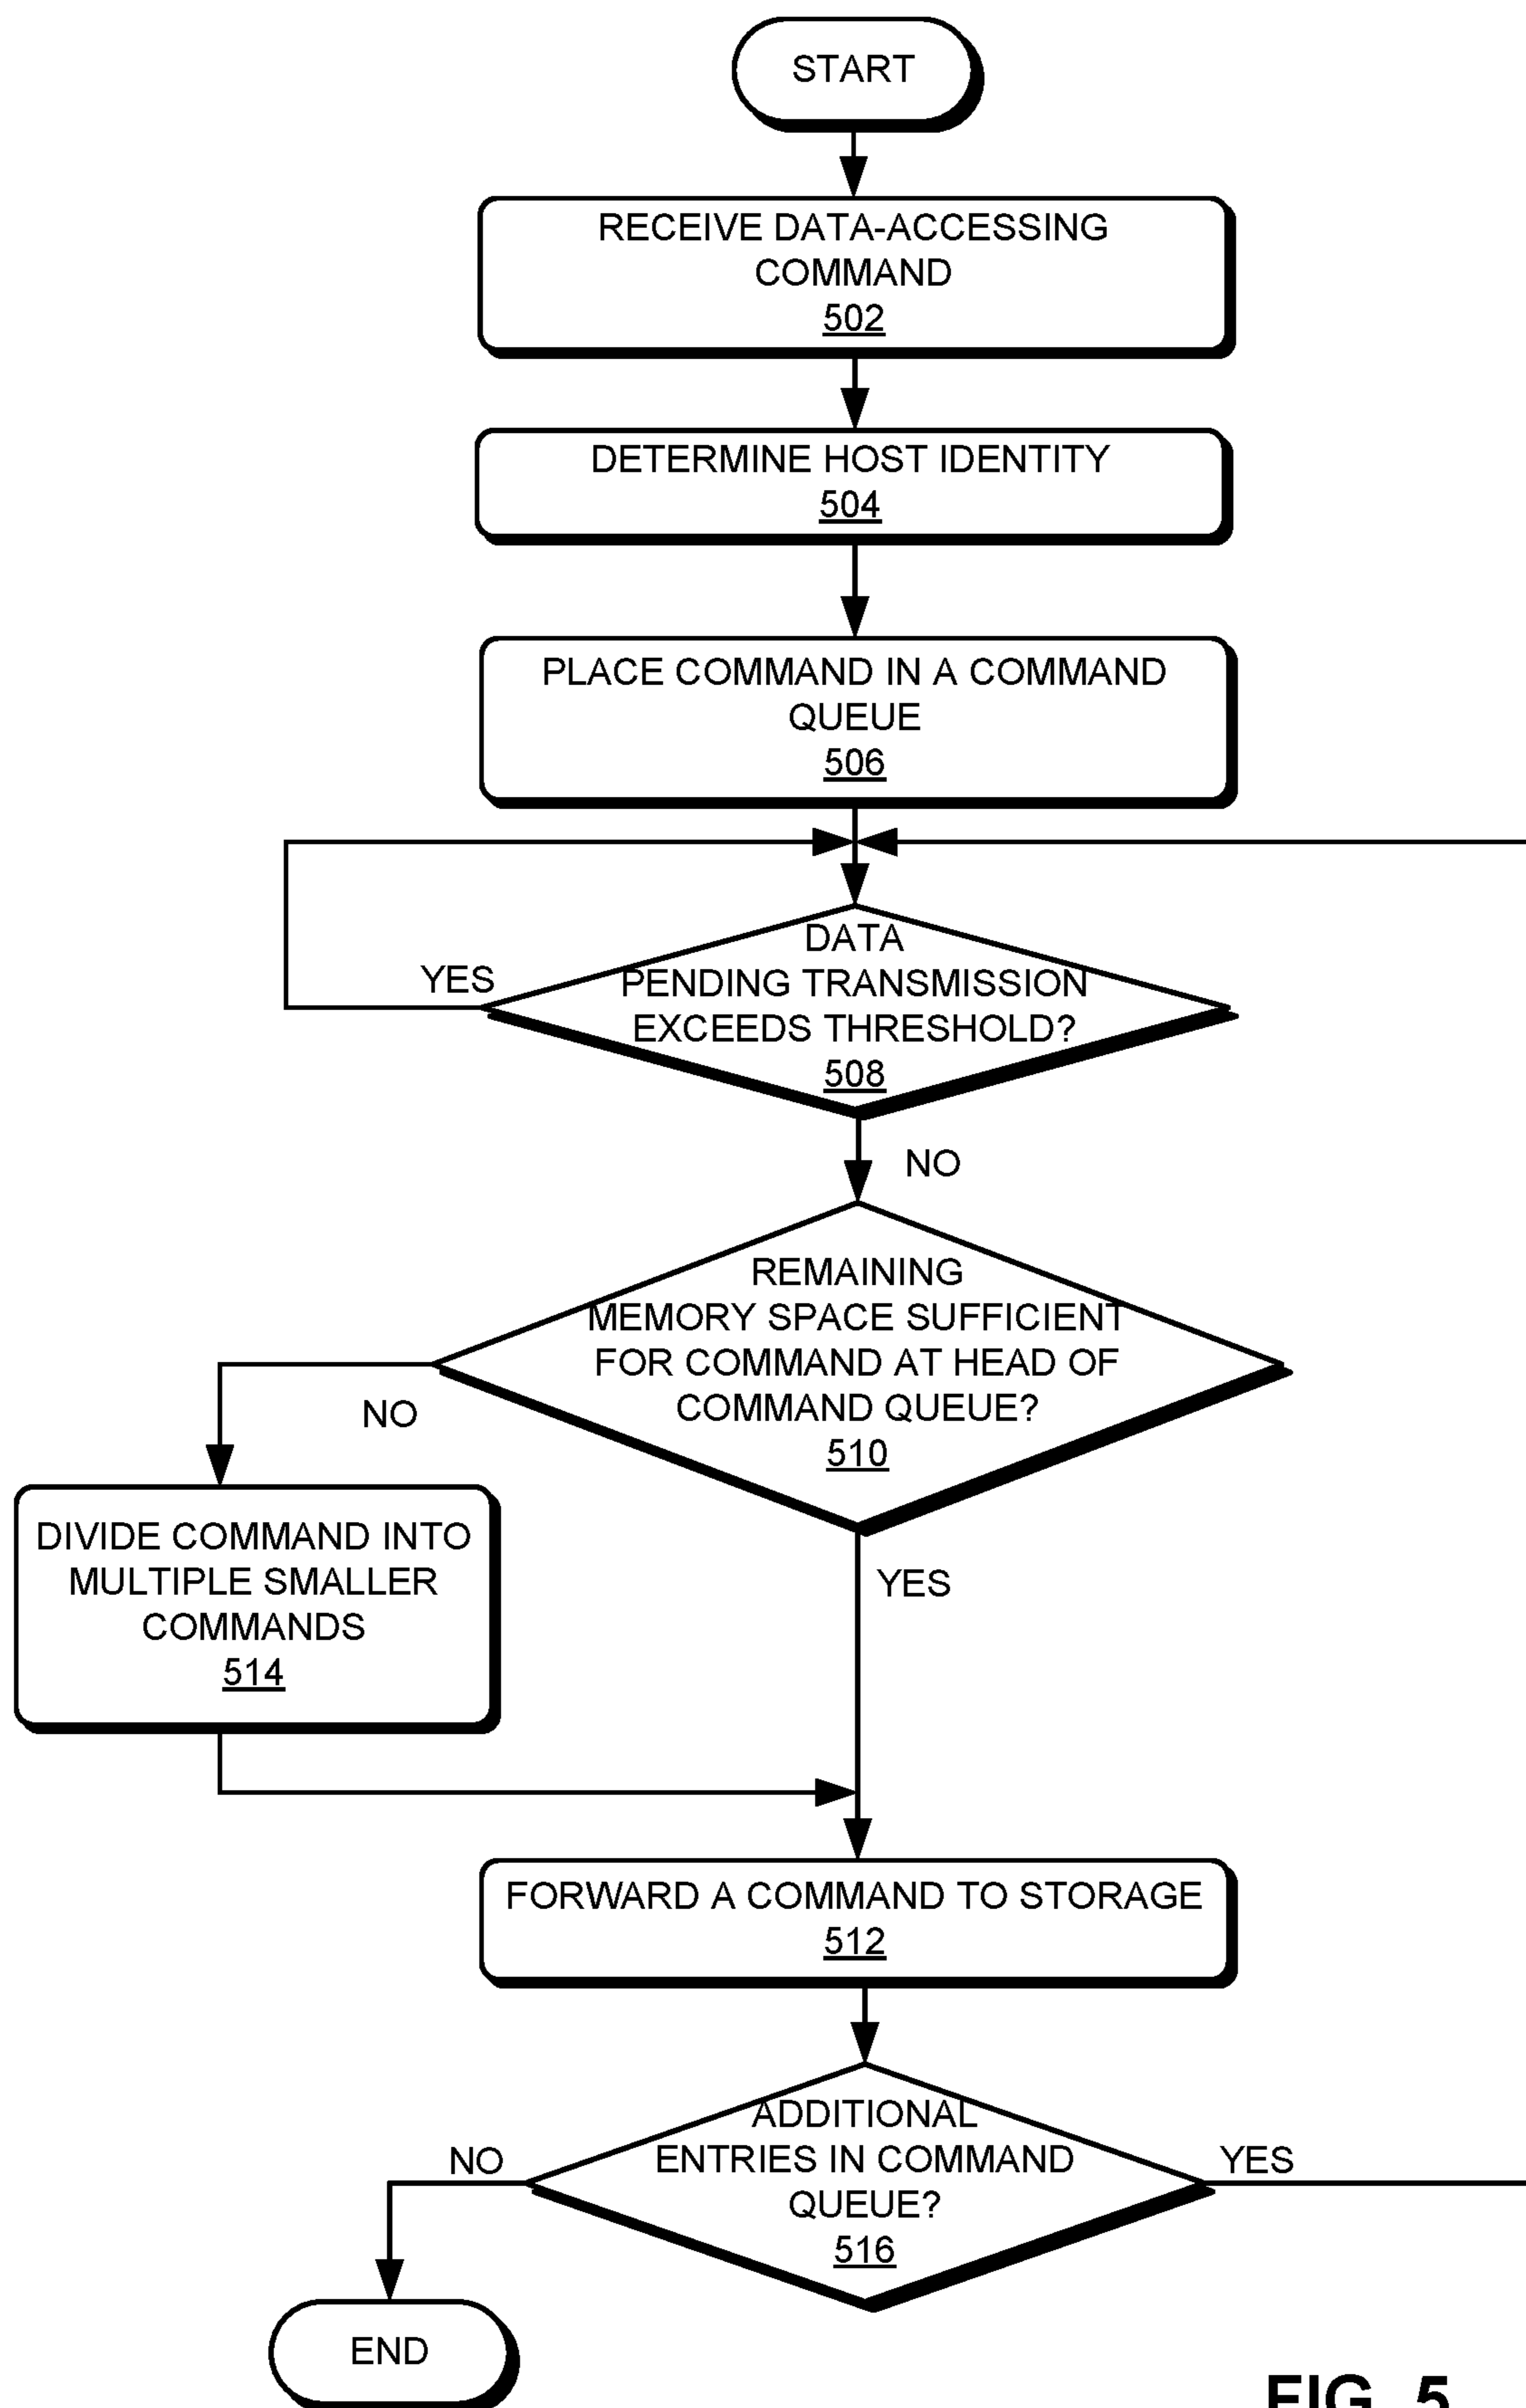 START
RECEIVE DATA-ACCESSING
COMMAND
502
DETERMINE HOST IDENTITY
504
PLACE COMMAND IN A COMMAND
QUEUE
506
DATA
YES
PENDING TRANSMISSION
EXCEEDS THRESHOLD?
508
NO
REMAINING
MEMORY SPACE SUFFICIENT
FOR COMMAND AT HEAD OF
COMMAND QUEUE?
510
NO
DIVIDE COMMAND INTO
MULTIPLE SMALLER
COMMANDS
514
YES
FORWARD A COMMAND TO STORAGE
512
ADDITIONAL
ENTRIES IN COMMAND
QUEUE?
516
NO
YES
END
FIG. 5